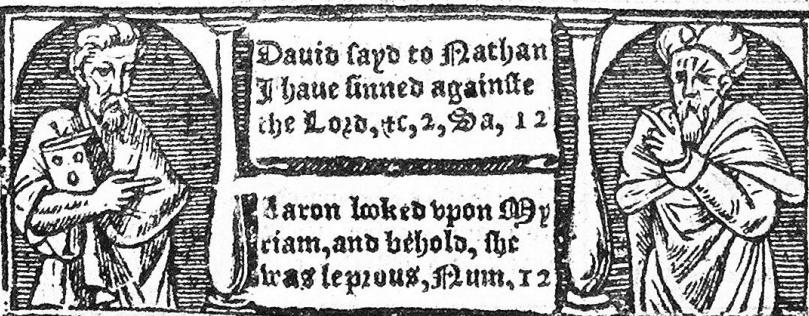 Dauid sayd to Nathan
I haue sinned againste
the Lord, &c, 2, Sa, 12
Aaron looked vpon My
riam, and behold, she
was leprous, Num, 12